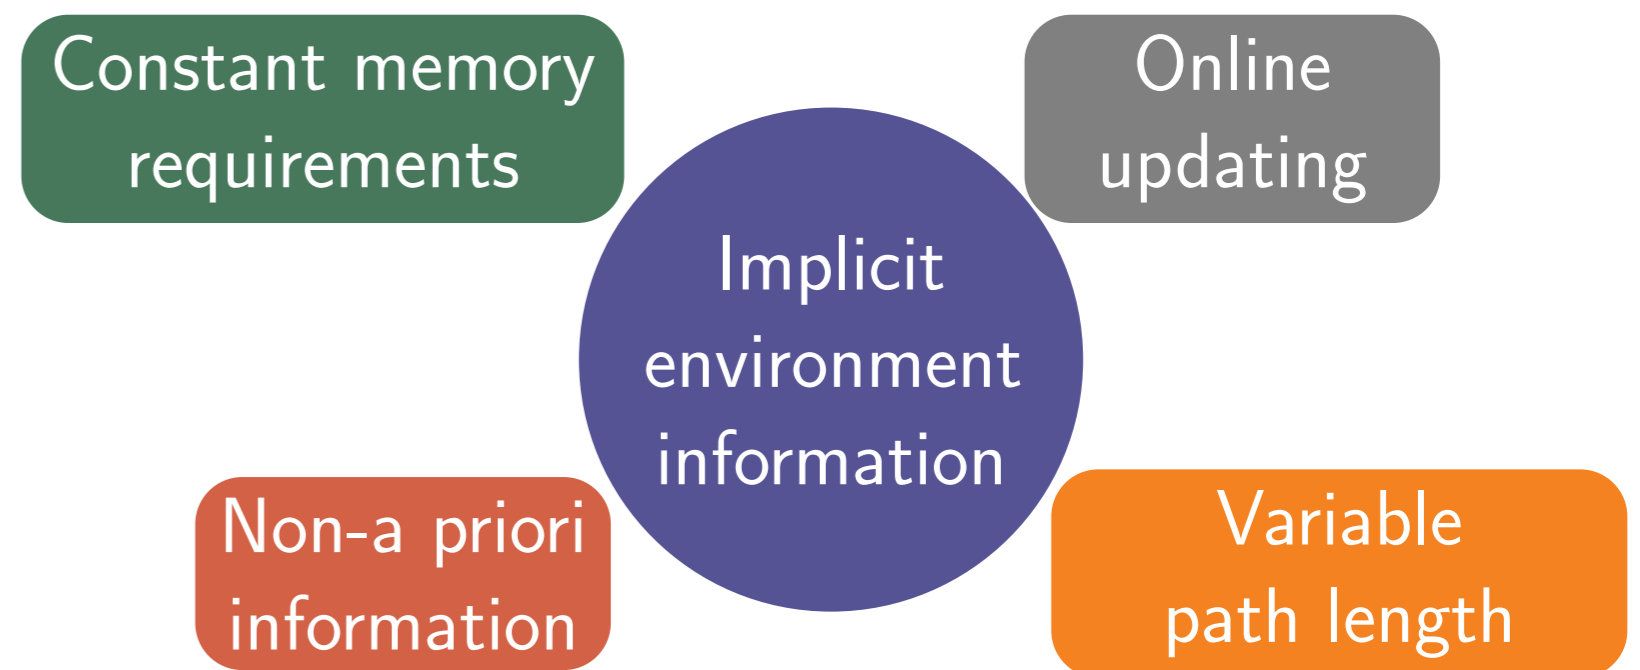 Constant memory
requirements
Online
updating
Implicit
environment
information
Non-a priori
information
Variable
path length